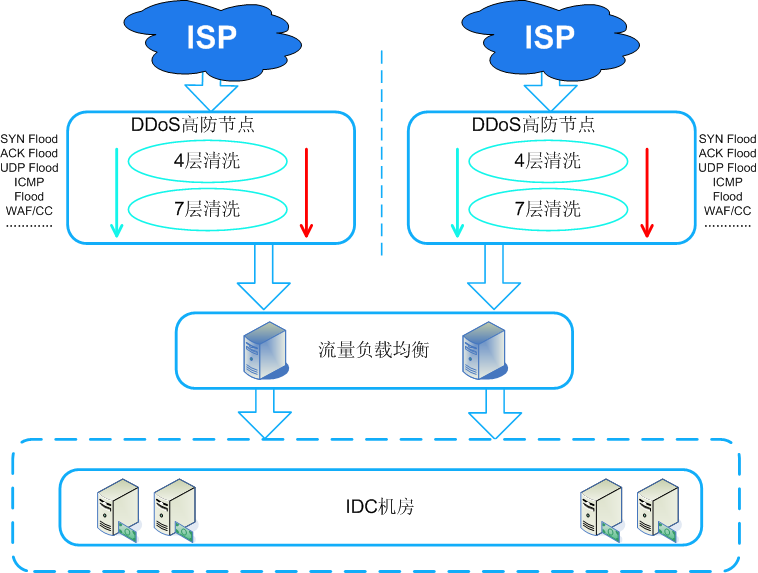 ISP
ISP
DDoS高防节点
DDoS高防节点
SYN Flood
ACK Flood
UDP Flood
ICMP
Flood
WAF/CC
…………
4层清洗
7层清洗
4层清洗
7层清洗
SYN Flood
ACK Flood
UDP Flood
ICMP
Flood
WAF/CC
…………
流量负载均衡
IDC机房